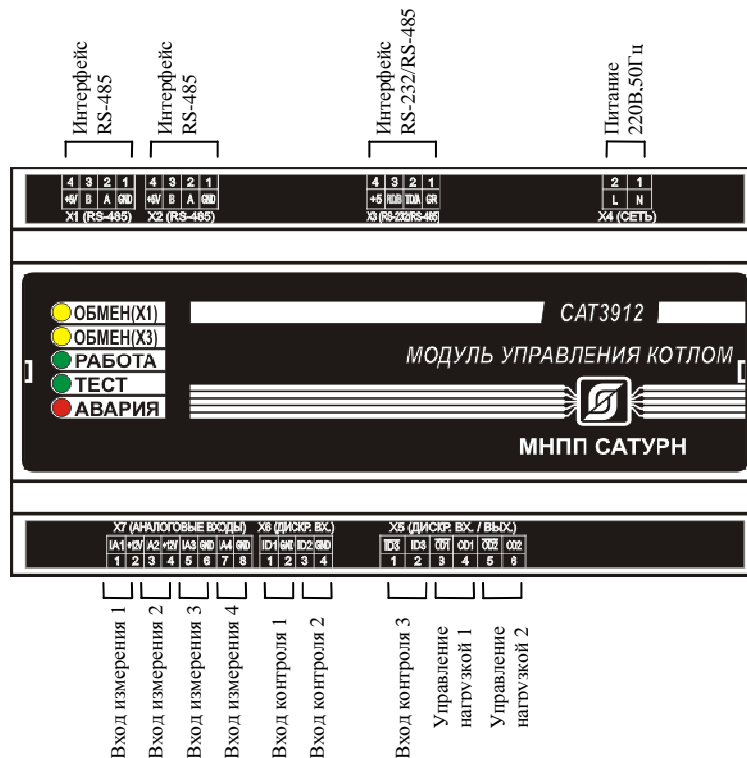 Интерфейс
RS-485
Интерфейс
RS-485
Интерфейс
RS-232/RS-485
Питание
220В.50Гц
4 3 2 1
+5V B A GND
X1 (RS-485)
4 3 2 1
+5V B A GND
X2 (RS-485)
4 3 2 1
+5 RD/B TD/A GR
X3 (RS-232/RS-485)
2 1
L N
X4 (СЕТЬ)
ОБМЕН(X1)
ОБМЕН(X3)
РАБОТА
ТЕСТ
АВАРИЯ
САТ3912
МОДУЛЬ УПРАВЛЕНИЯ КОТЛОМ
МНПП САТУРН
X7 (АНАЛОГОВЫЕ ВХОДЫ)
IA1 +12V IA2 +12V IA3 GND IA4 GND
1 2 3 4 5 6 7 8
X6 (ДИСКР. ВХ.)
ID1 GND ID2 GND
1 2 3 4
X5 (ДИСКР. ВХ. / ВЫХ.)
ID3 ID3 OD1 OD1 OD2 OD2
1 2 3 4 5 6
Вход измерения 1
Вход измерения 2
Вход измерения 3
Вход измерения 4
Вход контроля 1
Вход контроля 2
Вход контроля 3
Управление
нагрузкой 1
Управление
нагрузкой 2